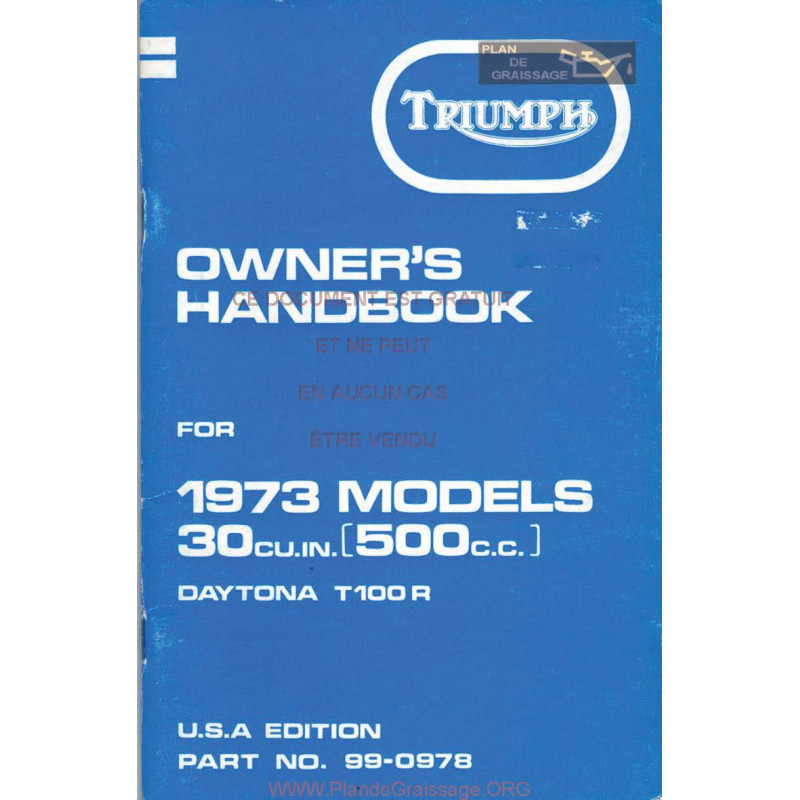 PLAN
DE
GRAISSAGE
TRIUMPH
OWNER'S
HANDBOOK
CE DOCUMENT EST GRATUIT
ET NE PEUT
EN AUCUN CAS
ÊTRE VENDU
FOR
1973 MODELS
30CU.IN.[500C.C.]
DAYTONA T100R
U.S.A EDITION
PART NO. 99-0978
WWW.PlandeGraissage.ORG